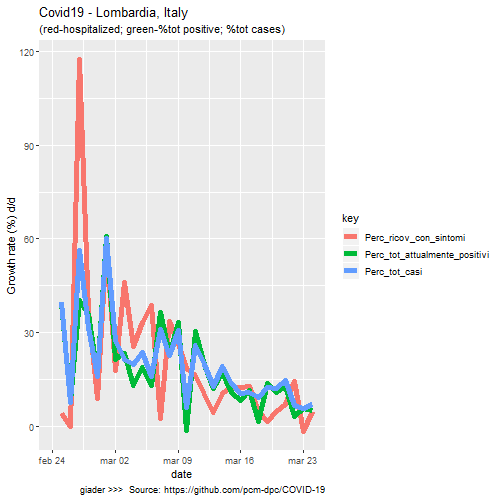 Covid19 - Lombardia, Italy
(red-hospitalized; green-%tot positive; %tot cases)
120
90
60
30
0
Growth rate (%) d/d
feb 24
mar 02
mar 09
mar 16
mar 23
date
key
Perc_ricov_con_sintomi
Perc_tot_attualmente_positivi
Perc_tot_casi
giader >>> Source: https://github.com/pcm-dpc/COVID-19